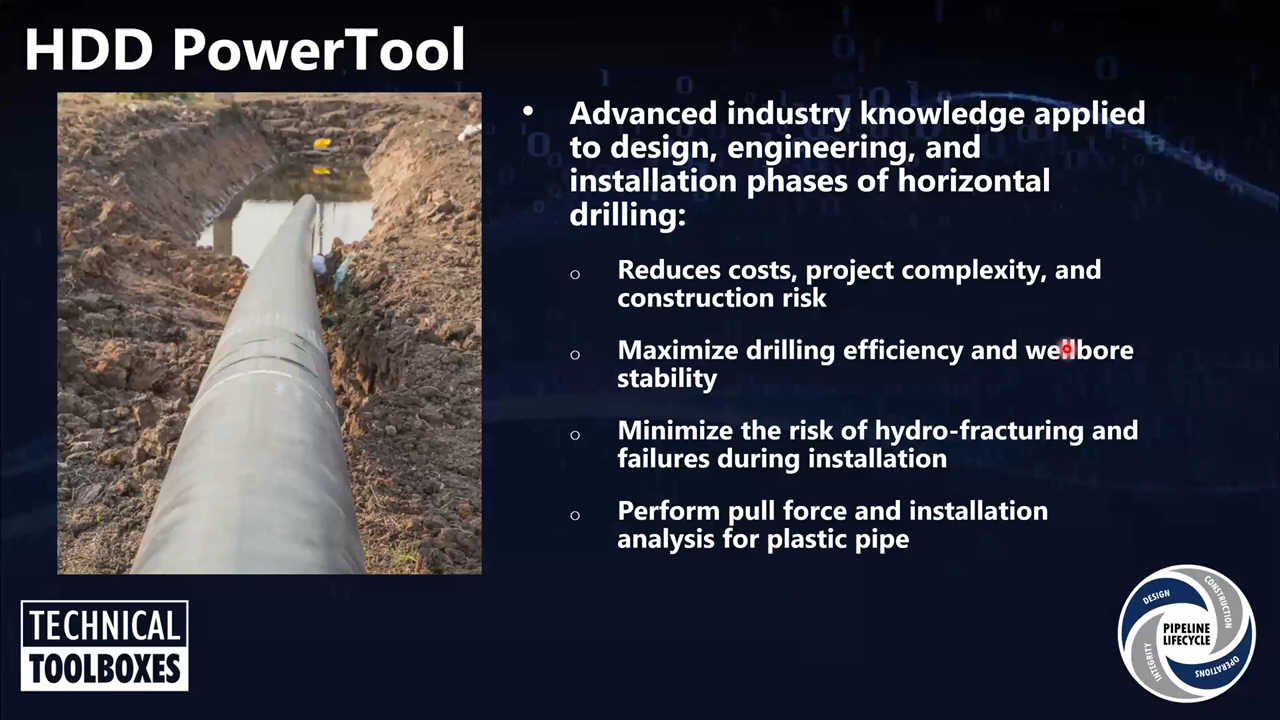 HDD PowerTool
• Advanced industry knowledge applied
to design, engineering, and
installation phases of horizontal
drilling:
o Reduces costs, project complexity, and
construction risk
o Maximize drilling efficiency and wellbore
stability
o Minimize the risk of hydro-fracturing and
failures during installation
o Perform pull force and installation
analysis for plastic pipe
TECHNICAL
TOOLBOXES
DESIGN
CONSTRUCTION
PIPELINE
LIFECYCLE
INTEGRITY
OPERATIONS